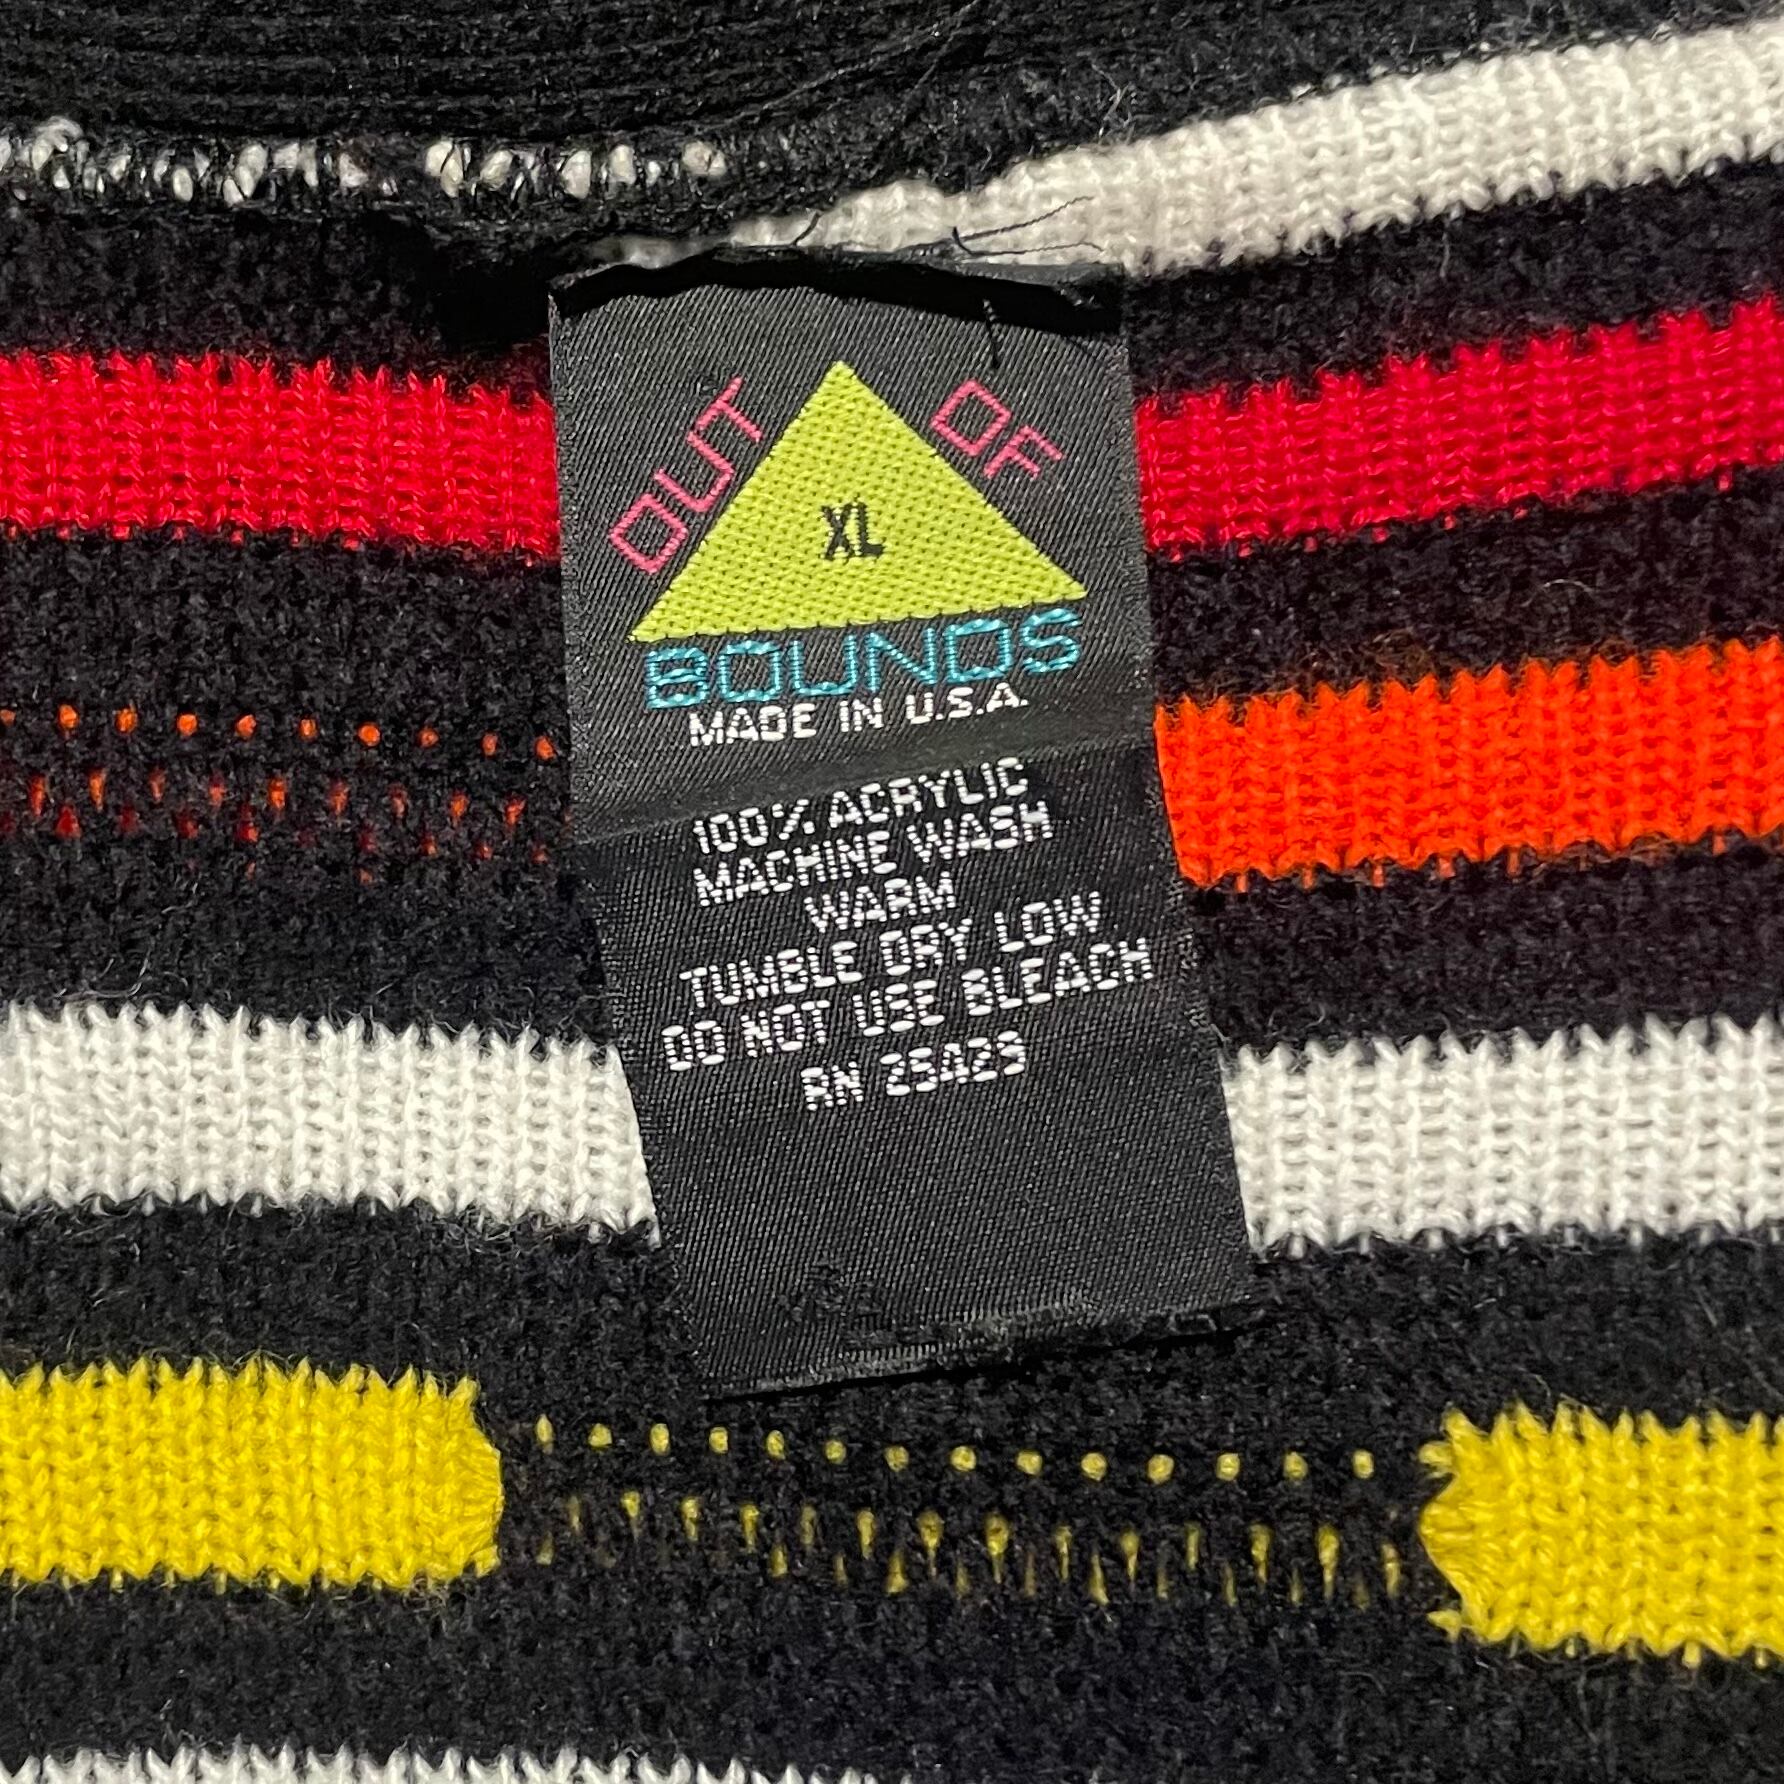 OUT OF
XL
BOUNDS
MADE IN U.S.A.
100% ACRYLIC
MACHINE WASH
WARM
TUMBLE DRY LOW
DO NOT USE BLEACH
RN